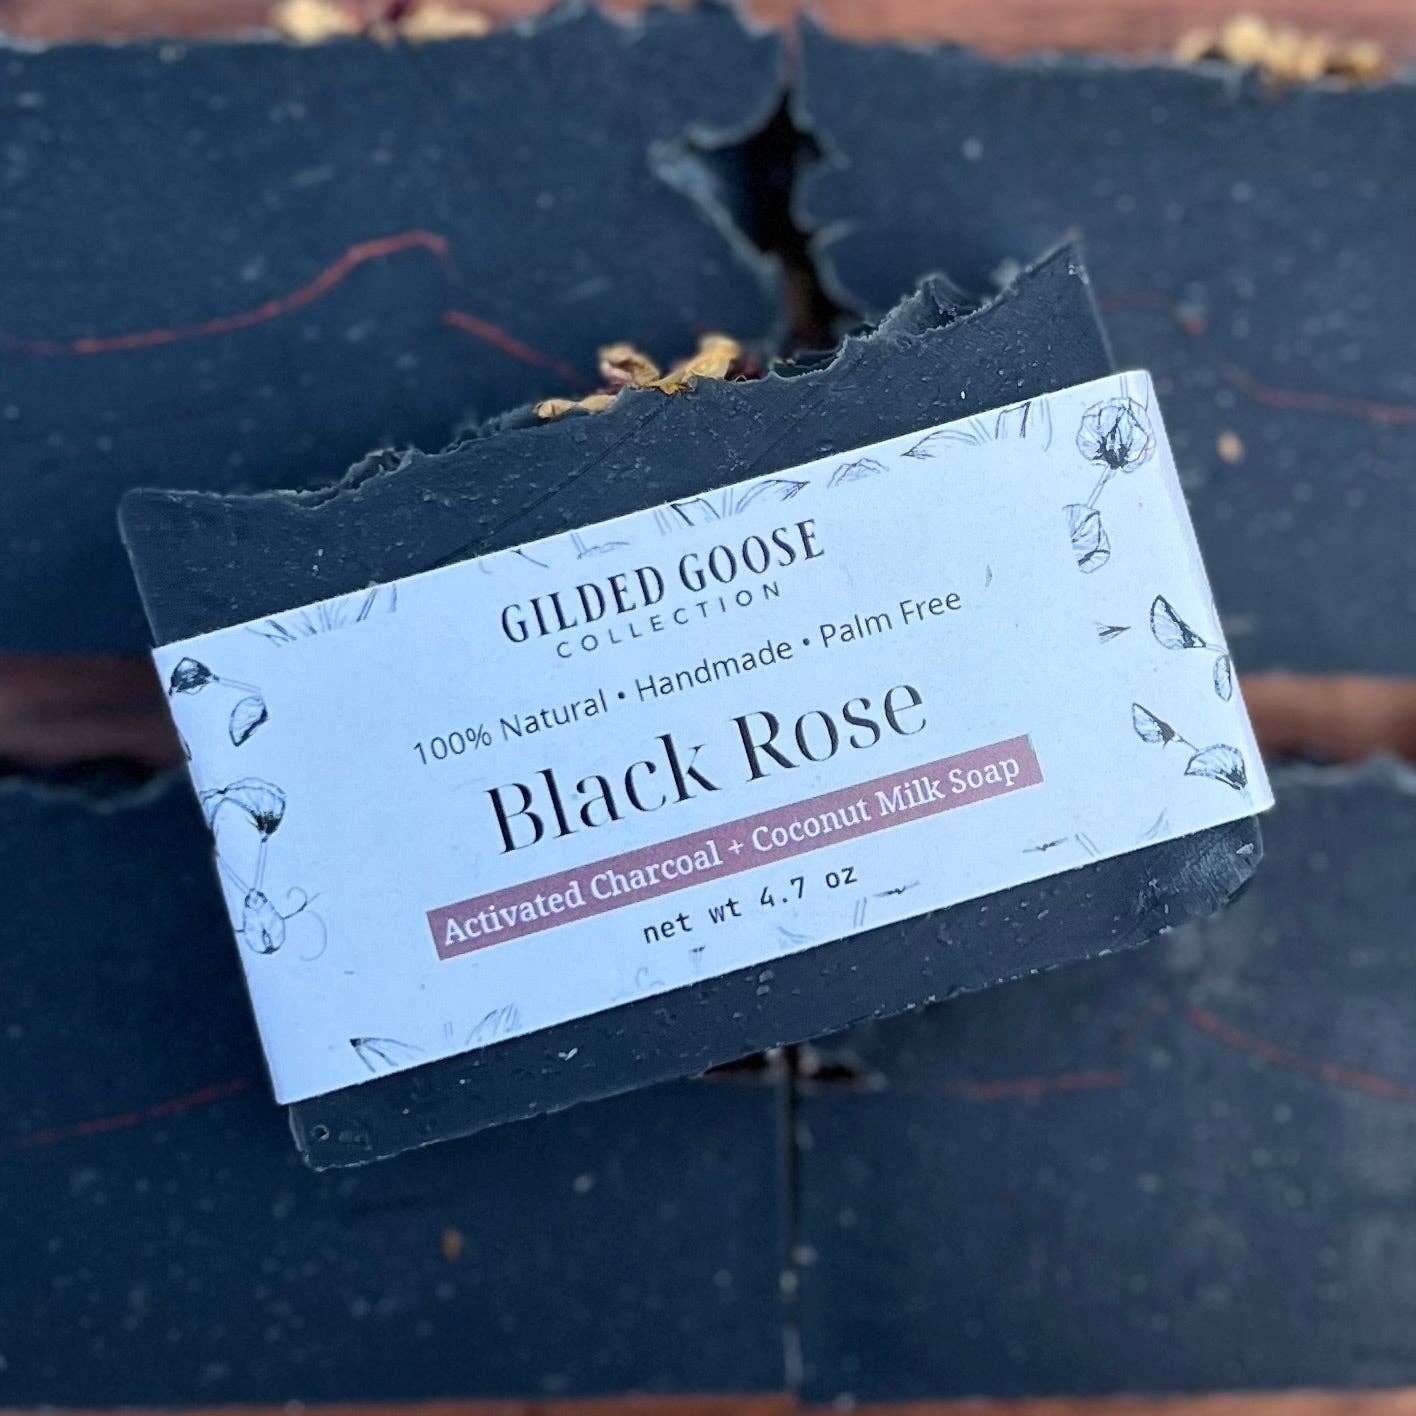 GILDED GOOSE
COLLECTION
100% Natural • Handmade • Palm Free
Black Rose
Activated Charcoal + Coconut Milk Soap
net wt 4.7 oz